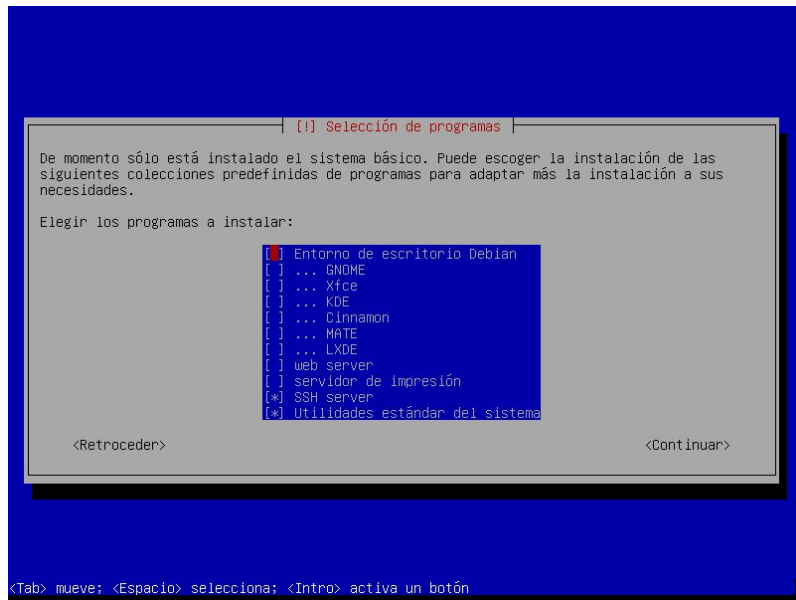 [!] Selección de programas
De momento sólo está instalado el sistema básico. Puede escoger la instalación de las
siguientes colecciones predefinidas de programas para adaptar más la instalación a sus
necesidades.
Elegir los programas a instalar:
[ ] Entorno de escritorio Debian
[ ] ... GNOME
[ ] ... Xfce
[ ] ... KDE
[ ] ... Cinnamon
[ ] ... MATE
[ ] ... LXDE
[ ] web server
[ ] servidor de impresión
[*] SSH server
[*] Utilidades estándar del sistema
<Retroceder> <Continuar>
<Tab> mueve; <Espacio> selecciona; <Intro> activa un botón